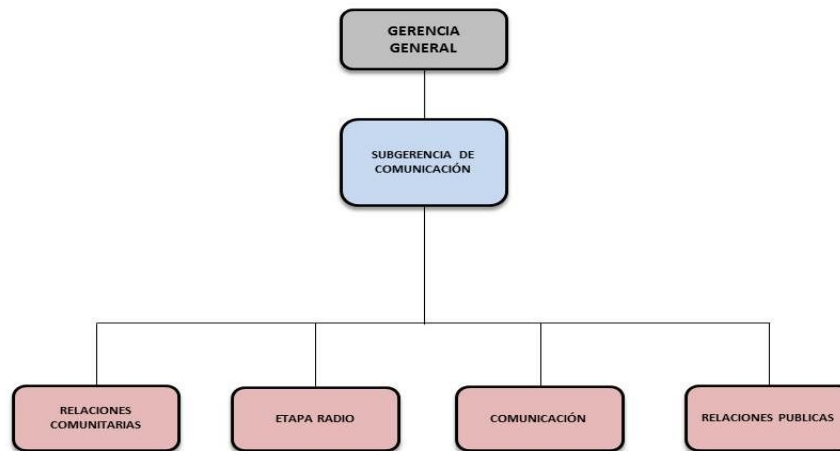 GERENCIA
GENERAL
SUBGERENCIA DE
COMUNICACIÓN
RELACIONES
COMUNITARIAS
ETAPA RADIO
COMUNICACIÓN
RELACIONES PUBLICAS